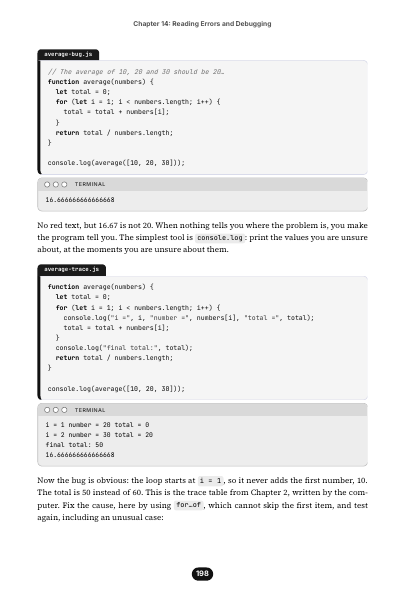 Chapter 14: Reading Errors and Debugging
average-bug.js
// The average of 10, 20 and 30 should be 20…
function average(numbers) {
  let total = 0;
  for (let i = 1; i < numbers.length; i++) {
    total = total + numbers[i];
  }
  return total / numbers.length;
}

console.log(average([10, 20, 30]));
TERMINAL
16.666666666666668
No red text, but 16.67 is not 20. When nothing tells you where the problem is, you make
the program tell you. The simplest tool is console.log: print the values you are unsure
about, at the moments you are unsure about them.
average-trace.js
function average(numbers) {
  let total = 0;
  for (let i = 1; i < numbers.length; i++) {
    console.log("i =", i, "number =", numbers[i], "total =", total);
    total = total + numbers[i];
  }
  console.log("final total:", total);
  return total / numbers.length;
}

console.log(average([10, 20, 30]));
TERMINAL
i = 1 number = 20 total = 0
i = 2 number = 30 total = 20
final total: 50
16.666666666666668
Now the bug is obvious: the loop starts at i = 1, so it never adds the first number, 10.
The total is 50 instead of 60. This is the trace table from Chapter 2, written by the com-
puter. Fix the cause, here by using for…of, which cannot skip the first item, and test
again, including an unusual case:
198